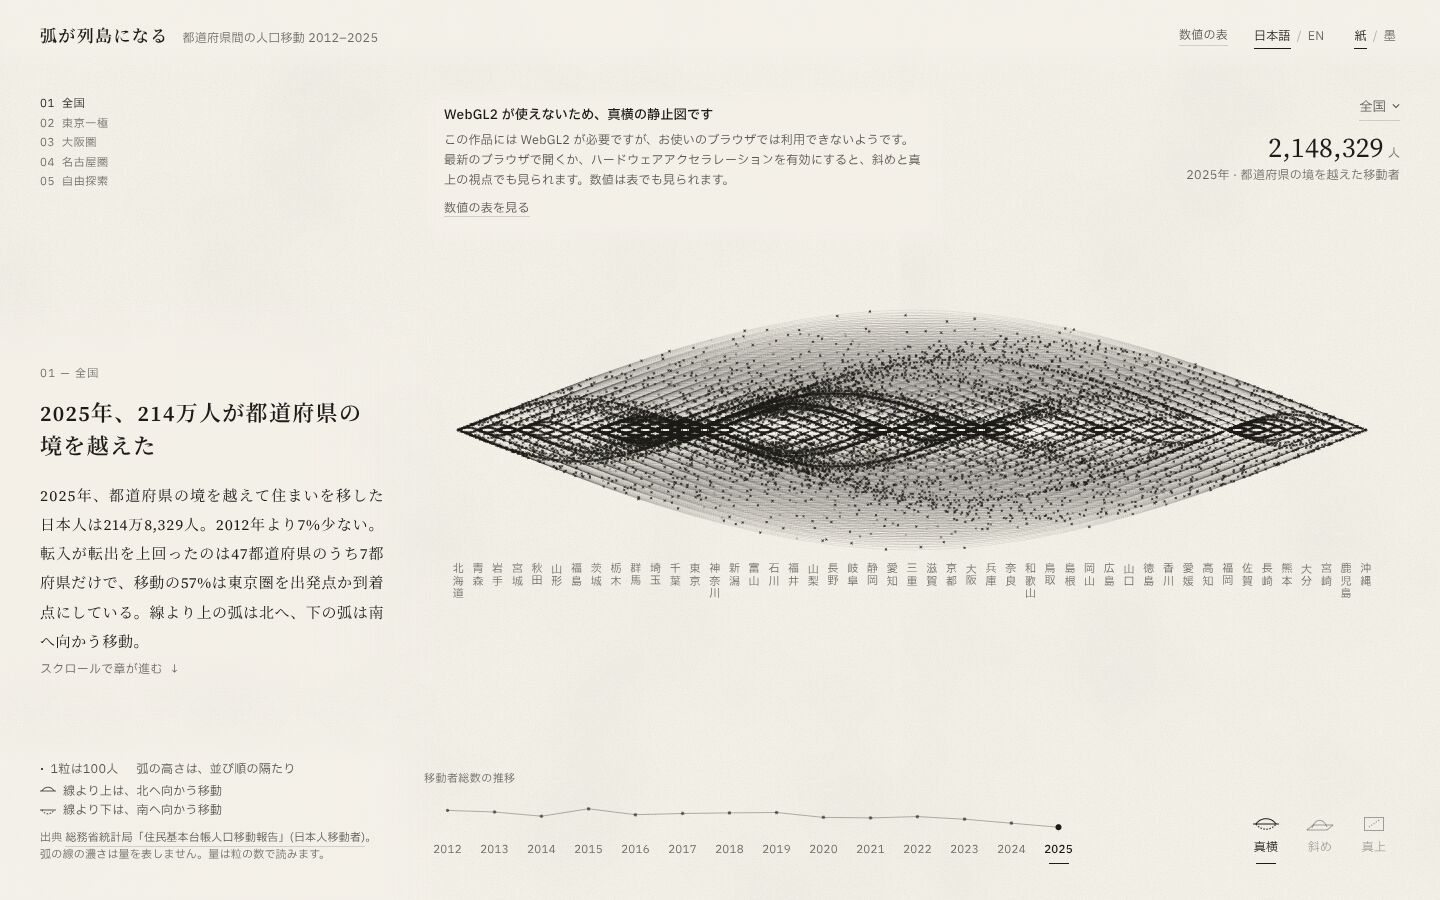 弧が列島になる
都道府県間の人口移動 2012–2025
数値の表
日本語 / EN
紙 / 墨
01 全国
02 東京一極
03 大阪圏
04 名古屋圏
05 自由探索
WebGL2 が使えないため、真横の静止図です
この作品には WebGL2 が必要ですが、お使いのブラウザでは利用できないようです。
最新のブラウザで開くか、ハードウェアアクセラレーションを有効にすると、斜めと真
上の視点でも見られます。数値は表でも見られます。
数値の表を見る
全国
2,148,329 人
2025年 · 都道府県の境を越えた移動者
01 — 全国
2025年、214万人が都道府県の
境を越えた
2025年、都道府県の境を越えて住まいを移した
日本人は214万8,329人。2012年より7%少ない。
転入が転出を上回ったのは47都道府県のうち7都
府県だけで、移動の57%は東京圏を出発点か到着
点にしている。線より上の弧は北へ、下の弧は南
へ向かう移動。
スクロールで章が進む ↓
北海道
青森
岩手
宮城
秋田
山形
福島
茨城
栃木
群馬
埼玉
千葉
東京
神奈川
新潟
富山
石川
福井
山梨
長野
岐阜
静岡
愛知
三重
滋賀
京都
大阪
兵庫
奈良
和歌山
鳥取
島根
岡山
広島
山口
徳島
香川
愛媛
高知
福岡
佐賀
長崎
熊本
大分
宮崎
鹿児島
沖縄
· 1粒は100人 弧の高さは、並び順の隔たり
線より上は、北へ向かう移動
線より下は、南へ向かう移動
出典 総務省統計局「住民基本台帳人口移動報告」(日本人移動者)。
弧の線の濃さは量を表しません。量は粒の数で読みます。
移動者総数の推移
2012 2013 2014 2015 2016 2017 2018 2019 2020 2021 2022 2023 2024 2025
真横 斜め 真上